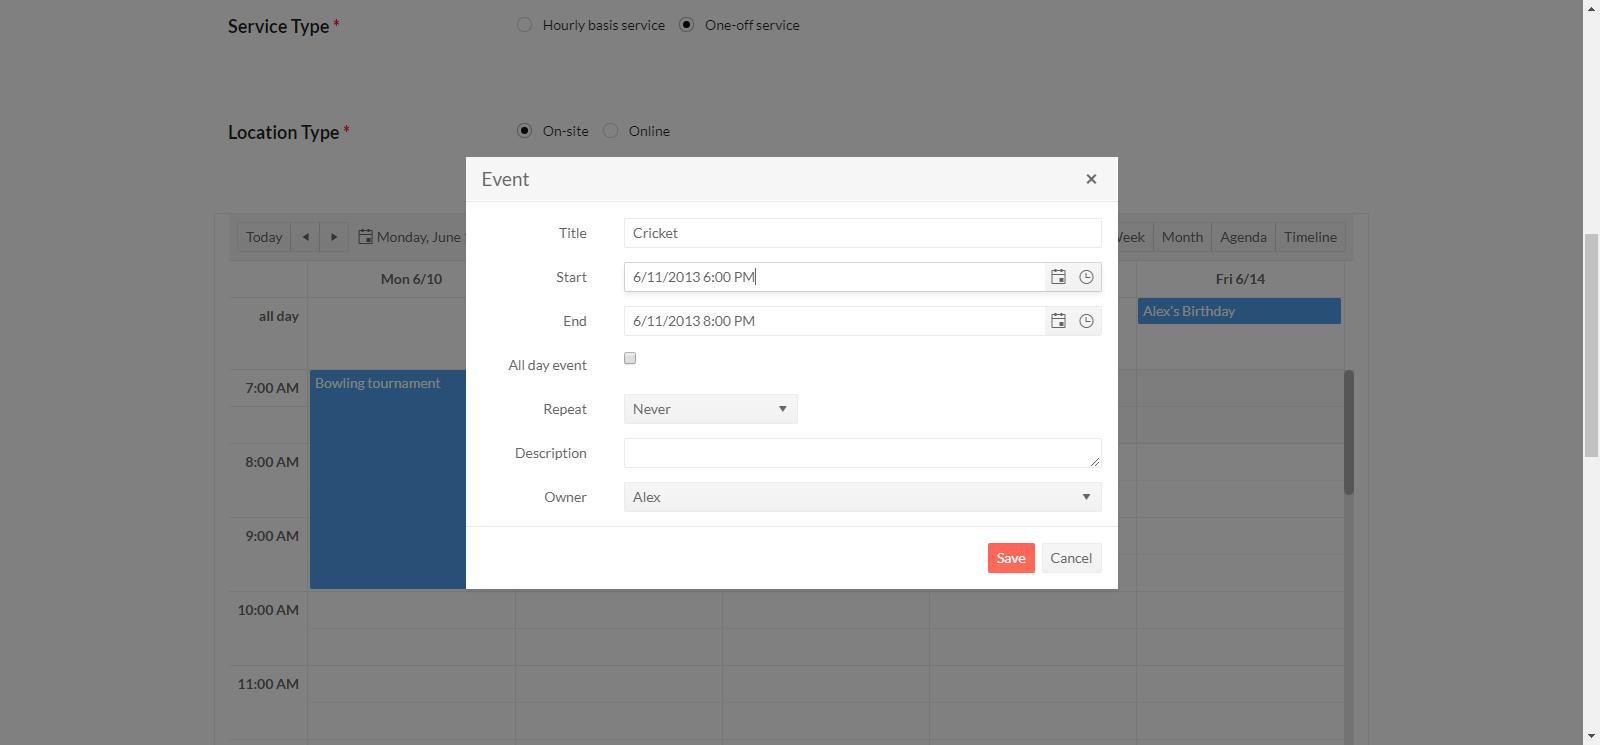 Service Type * Hourly basis service One-off service
Location Type * On-site Online
Event
Title Cricket
Start 6/11/2013 6:00 PM
End 6/11/2013 8:00 PM
All day event
Repeat Never
Description
Owner Alex
Save Cancel
Today Monday, June Month Agenda Timeline
Mon 6/10 Fri 6/14
all day Alex's Birthday
7:00 AM Bowling tournament
8:00 AM
9:00 AM
10:00 AM
11:00 AM